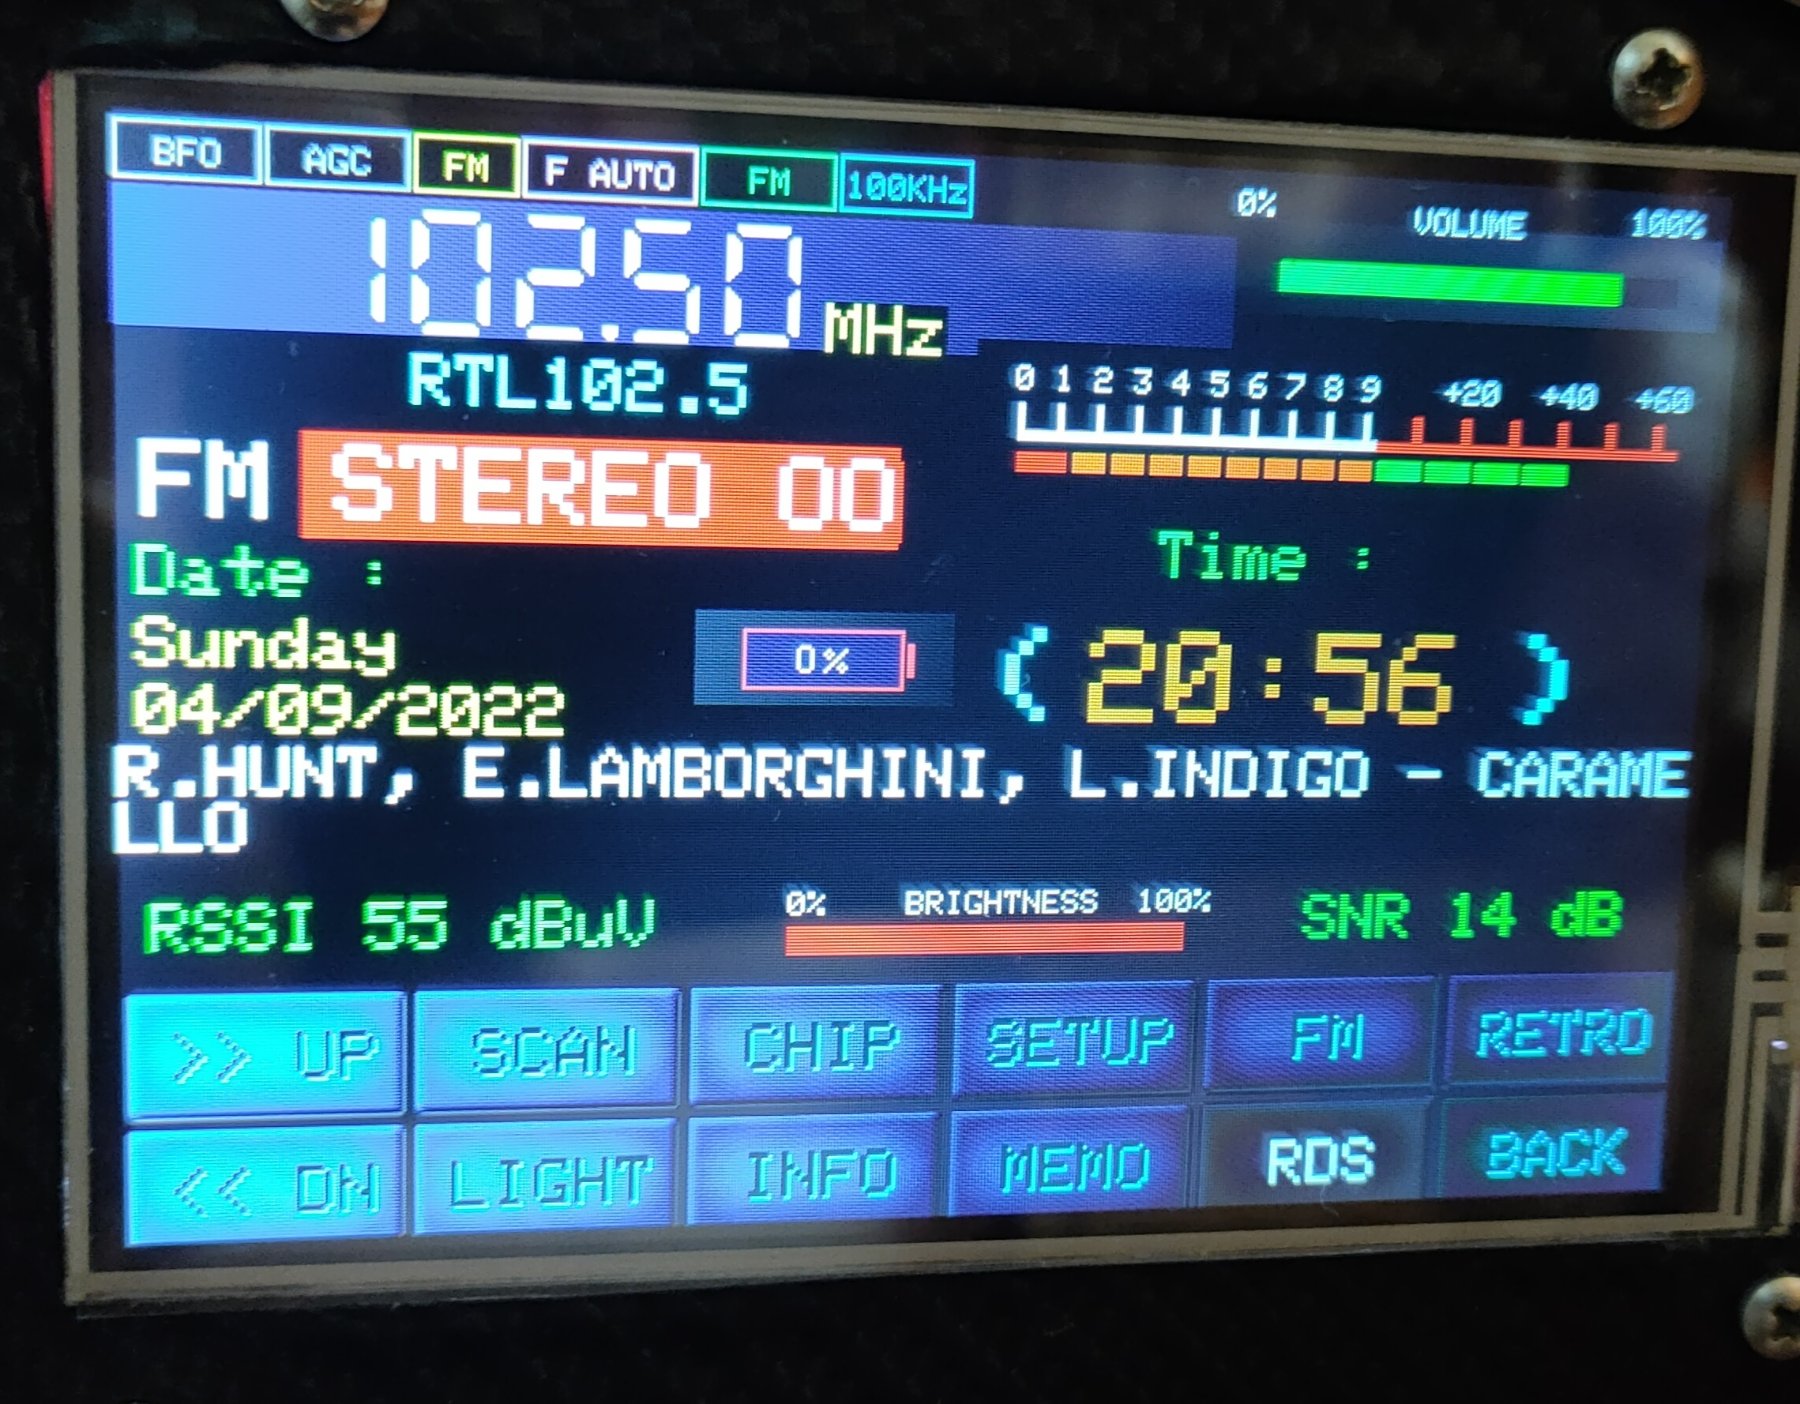 BFO AGC FM F AUTO FM 100KHz
0% VOLUME 100%
102.50 MHz
RTL102.5
0 1 2 3 4 5 6 7 8 9 +20 +40 +60
FM STEREO 00
Date :
Time :
Sunday
0%
( 20:56 )
04/09/2022
R.HUNT, E.LAMBORGHINI, L.INDIGO - CARAME
LLO
RSSI 55 dBuV
0% BRIGHTNESS 100%
SNR 14 dB
>> UP SCAN CHIP SETUP FM RETRO
<< DN LIGHT INFO MEMO RDS BACK